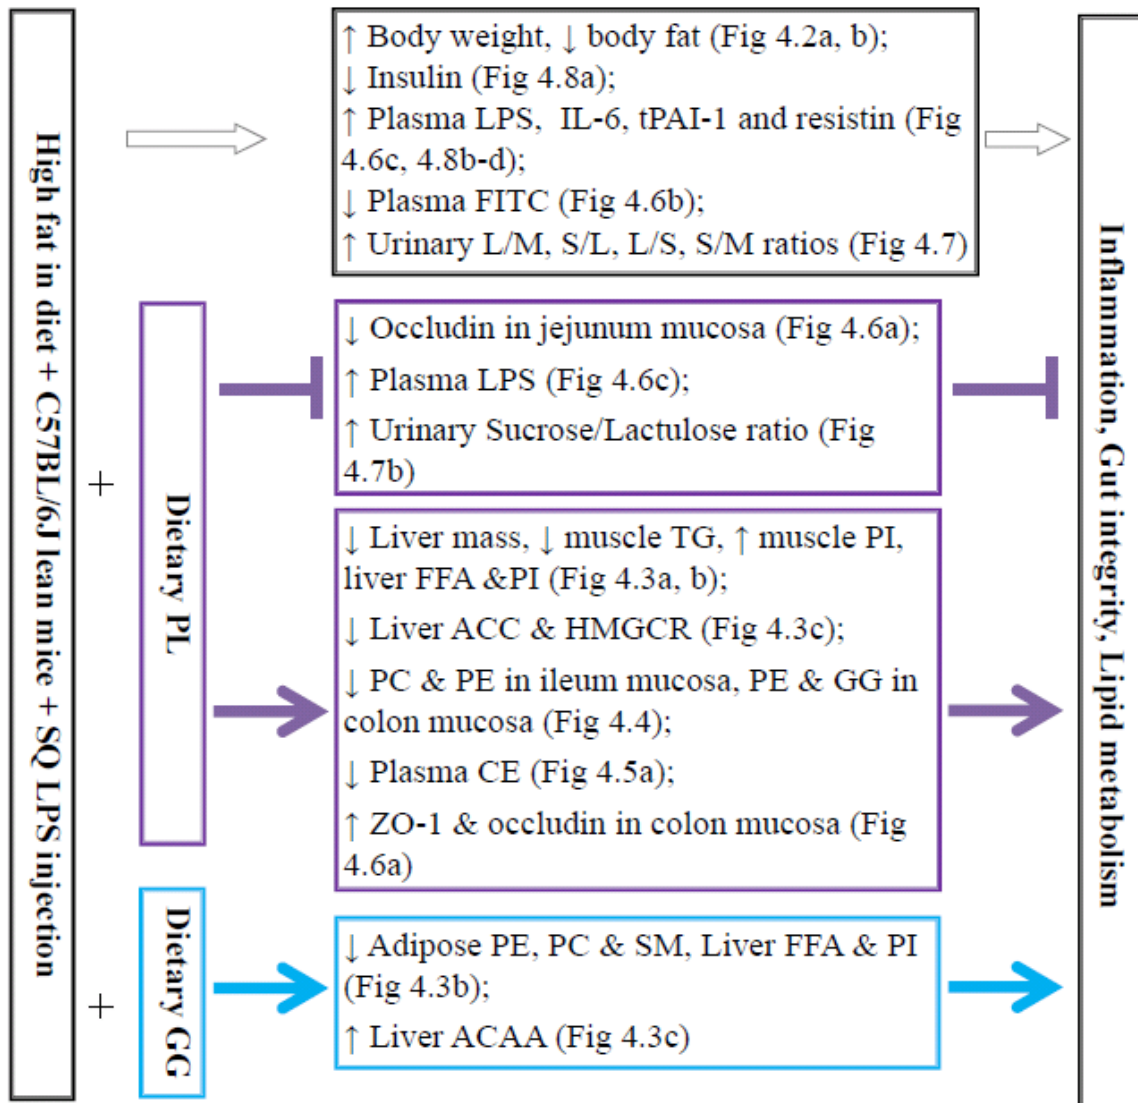 High fat in diet + C57BL/6J lean mice + SQ LPS injection
↑ Body weight, ↓ body fat (Fig 4.2a, b);
↓ Insulin (Fig 4.8a);
↑ Plasma LPS,  IL-6, tPAI-1 and resistin (Fig
4.6c, 4.8b-d);
↓ Plasma FITC (Fig 4.6b);
↑ Urinary L/M, S/L, L/S, S/M ratios (Fig 4.7)
+
Dietary PL
↓ Occludin in jejunum mucosa (Fig 4.6a);
↑ Plasma LPS (Fig 4.6c);
↑ Urinary Sucrose/Lactulose ratio (Fig
4.7b)
↓ Liver mass, ↓ muscle TG, ↑ muscle PI,
liver FFA &PI (Fig 4.3a, b);
↓ Liver ACC & HMGCR (Fig 4.3c);
↓ PC & PE in ileum mucosa, PE & GG in
colon mucosa (Fig 4.4);
↓ Plasma CE (Fig 4.5a);
↑ ZO-1 & occludin in colon mucosa (Fig
4.6a)
+
Dietary GG
↓ Adipose PE, PC & SM, Liver FFA & PI
(Fig 4.3b);
↑ Liver ACAA (Fig 4.3c)
Inflammation, Gut integrity, Lipid metabolism